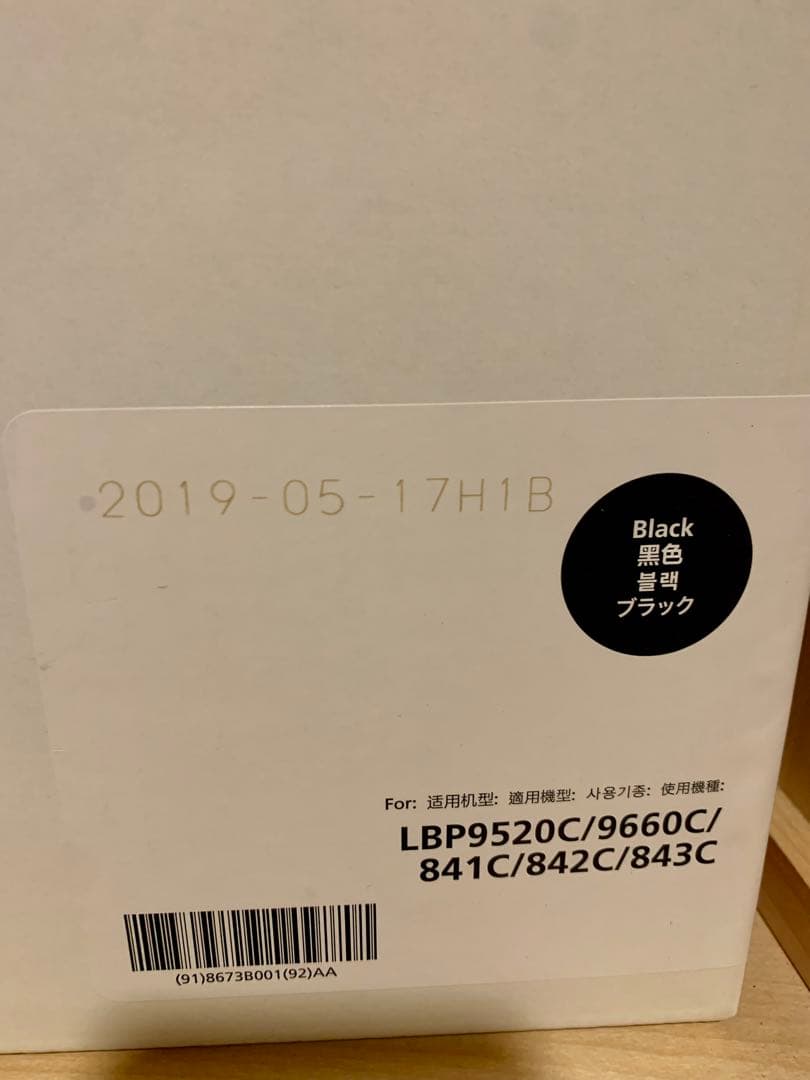 2019-05-17H1B
Black
黑色
블랙
ブラック
For: 适用机型: 適用機型: 사용기종: 使用機種:
LBP9520C/9660C/
841C/842C/843C
(91)8673B001(92)AA